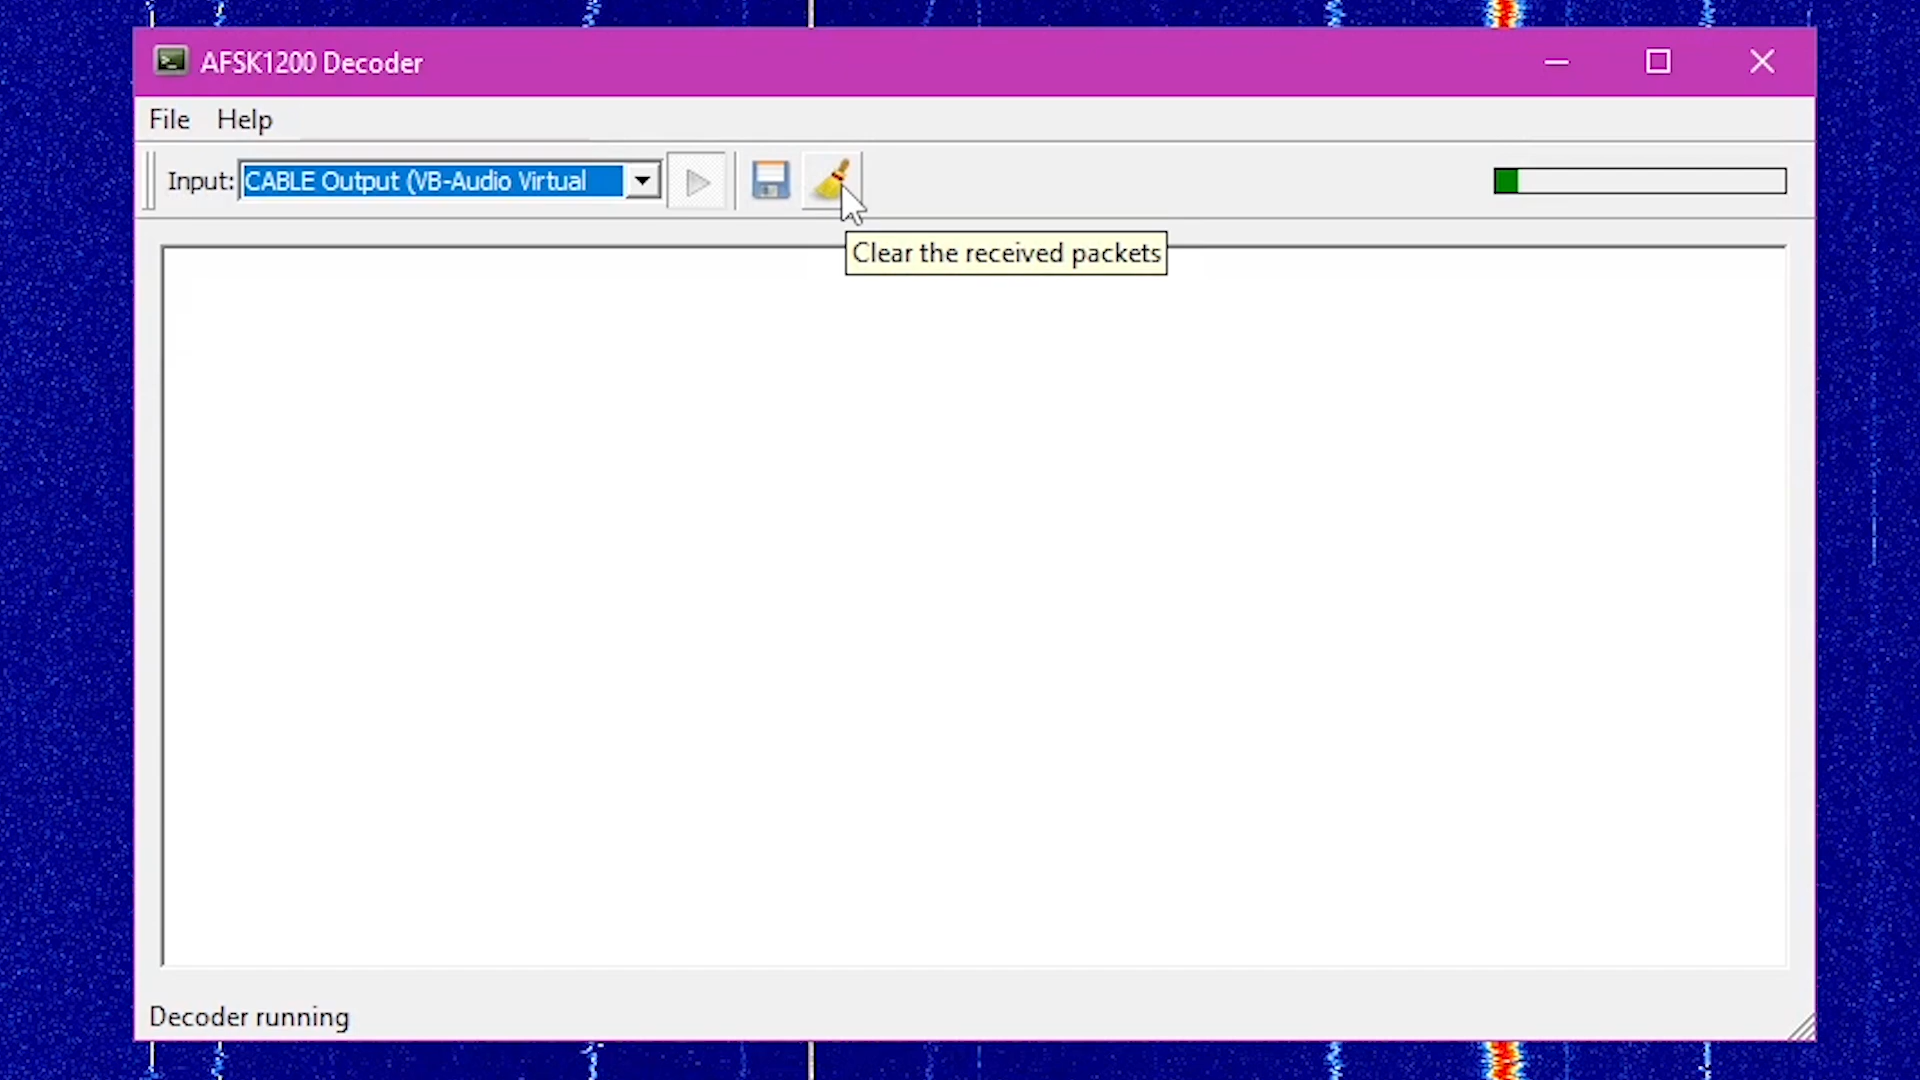 AFSK1200 Decoder
File Help
Input: CABLE Output (VB-Audio Virtual
Clear the received packets
Decoder running